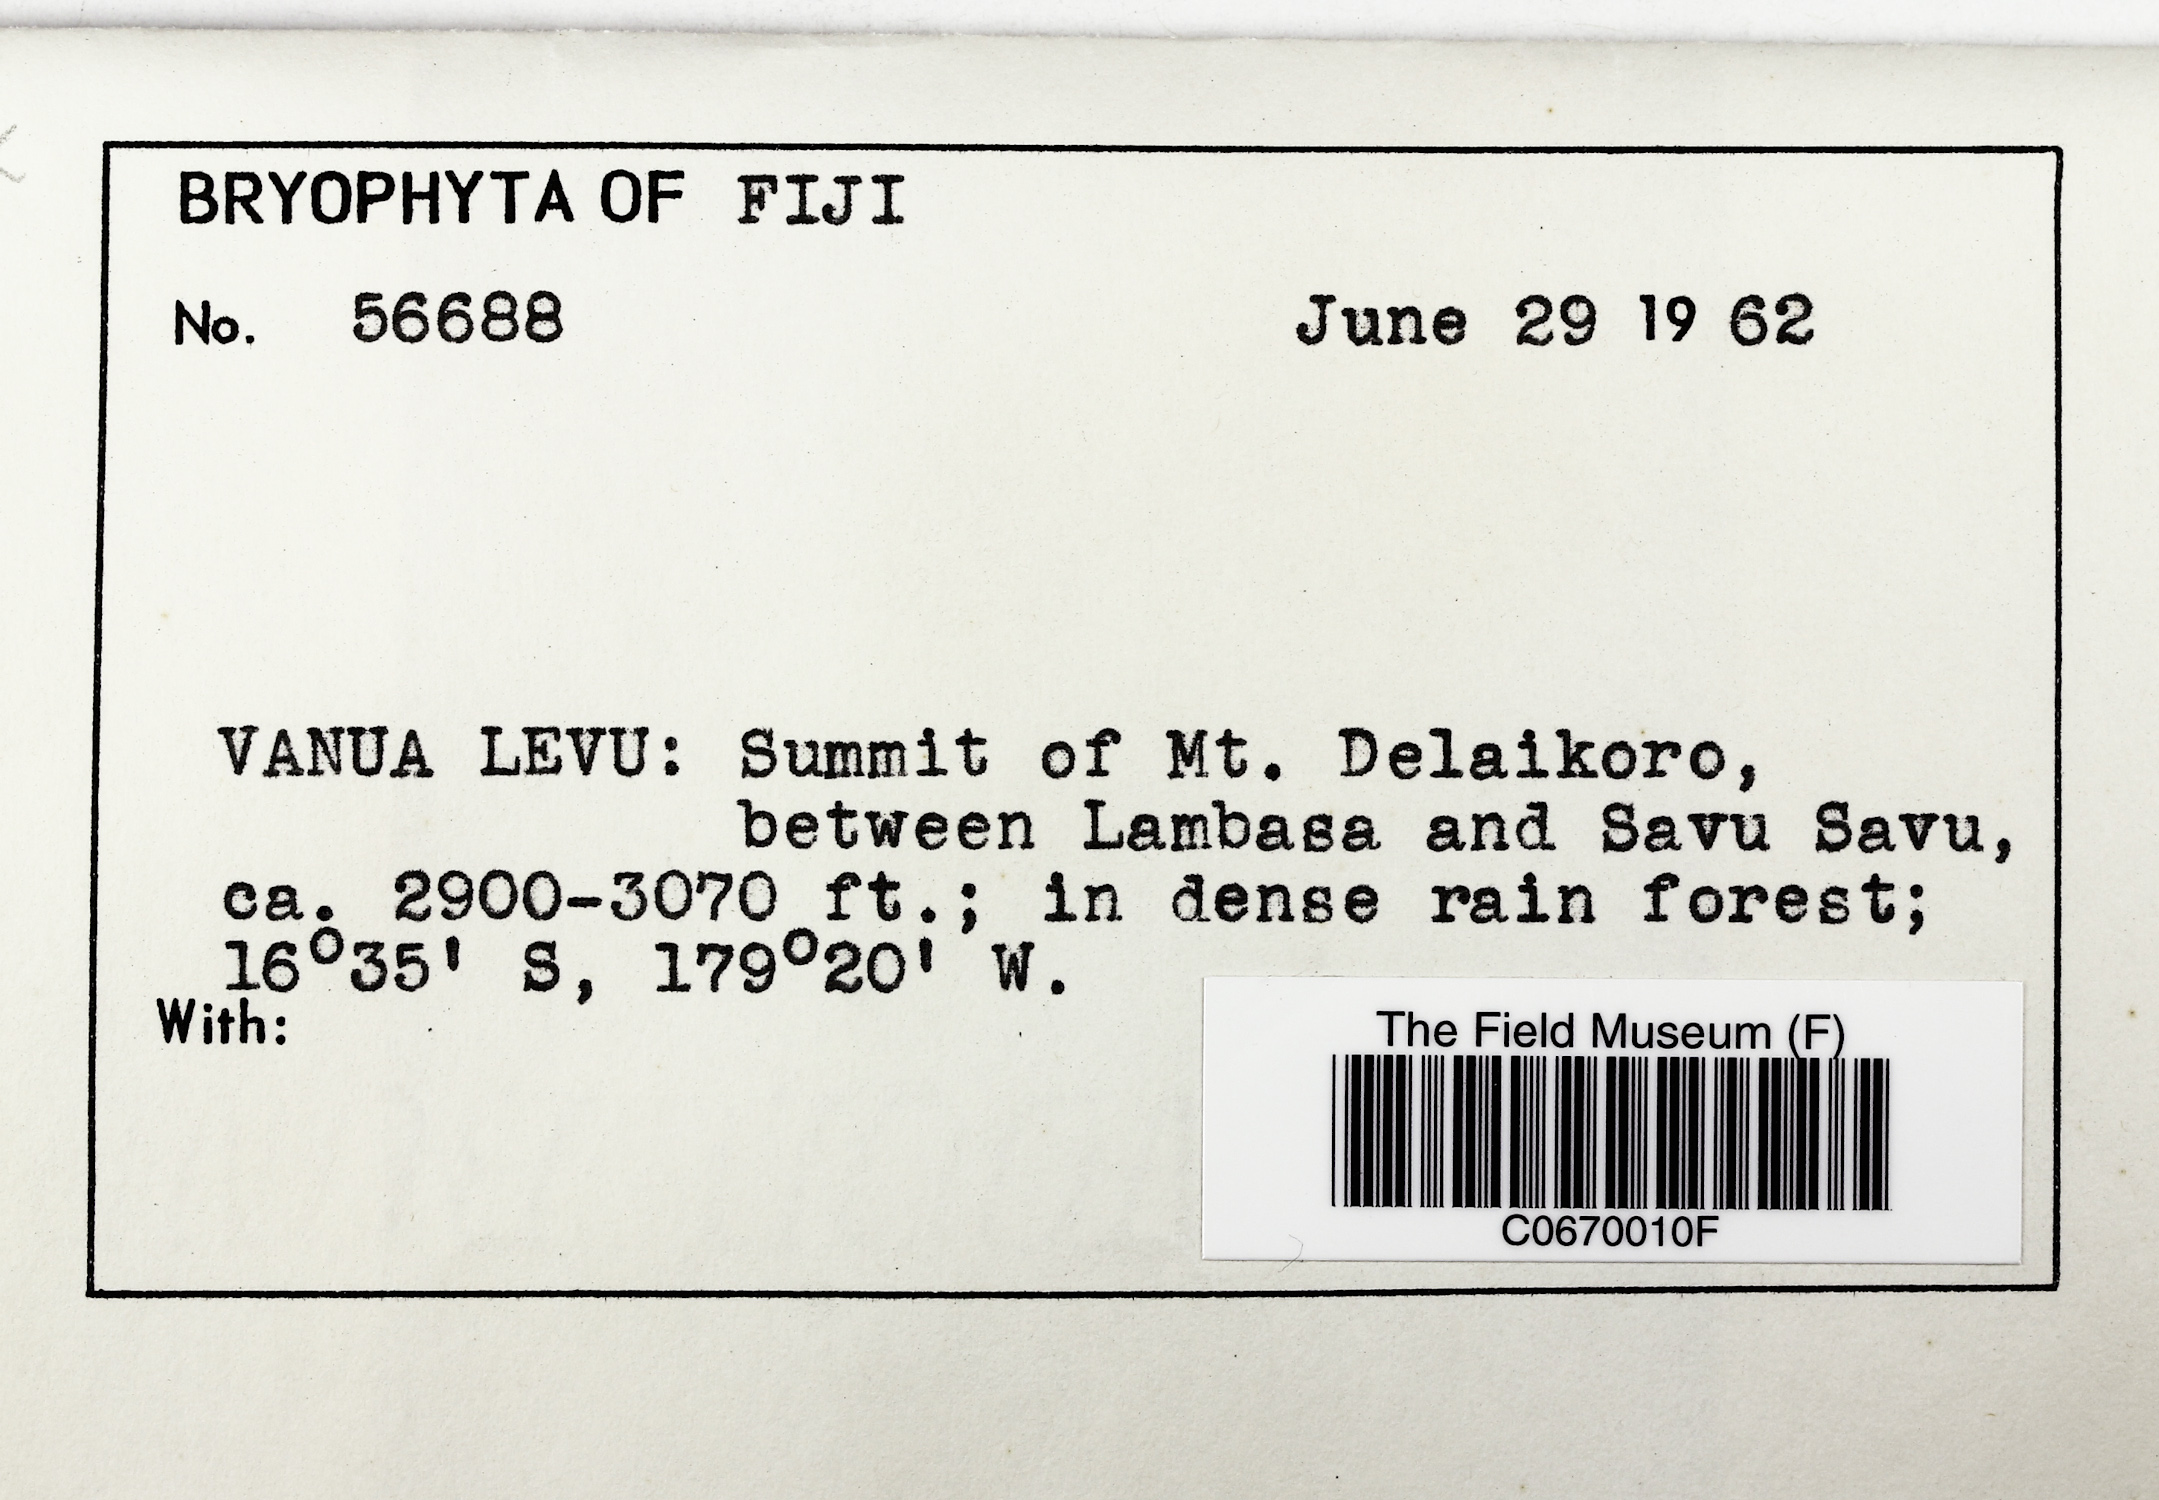 BRYOPHYTA OF FIJI
No. 56688 June 29 19 62
VANUA LEVU: Summit of Mt. Delaikoro,
between Lambasa and Savu Savu,
ca. 2900-3070 ft.; in dense rain forest;
16°35' S, 179°20' W.
With:
The Field Museum (F)
C0670010F